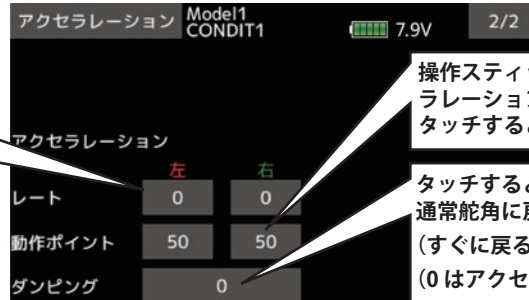 アクセラレーション Model1 CONDIT1 7.9V 2/2
操作スティ
ラレーション
タッチする
アクセラレーション
左 右
レート 0 0
タッチすると
通常舵角に
動作ポイント 50 50
(すぐに戻る
ダンピング 0
(0 はアクセ